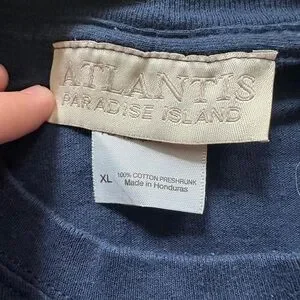 ATLANTIS
PARADISE ISLAND
XL 100% COTTON PRESHRUNK
Made in Honduras